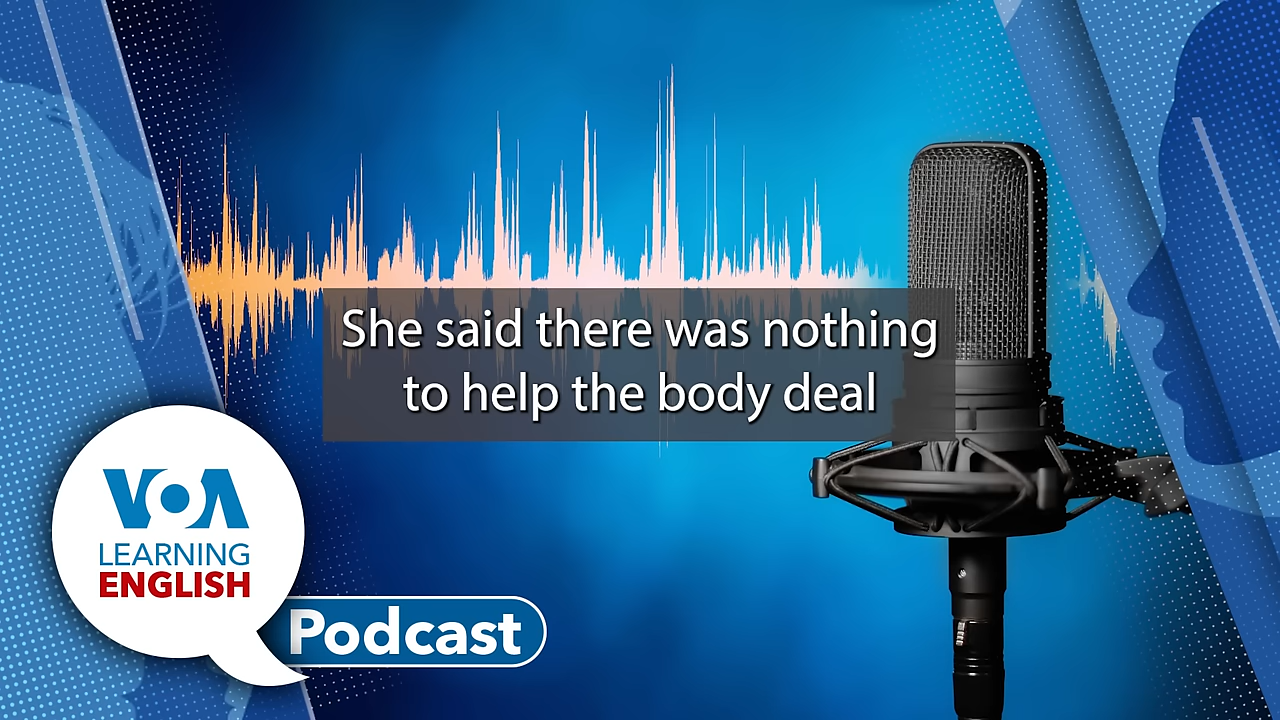 She said there was nothing
to help the body deal
VOA
LEARNING
ENGLISH
Podcast